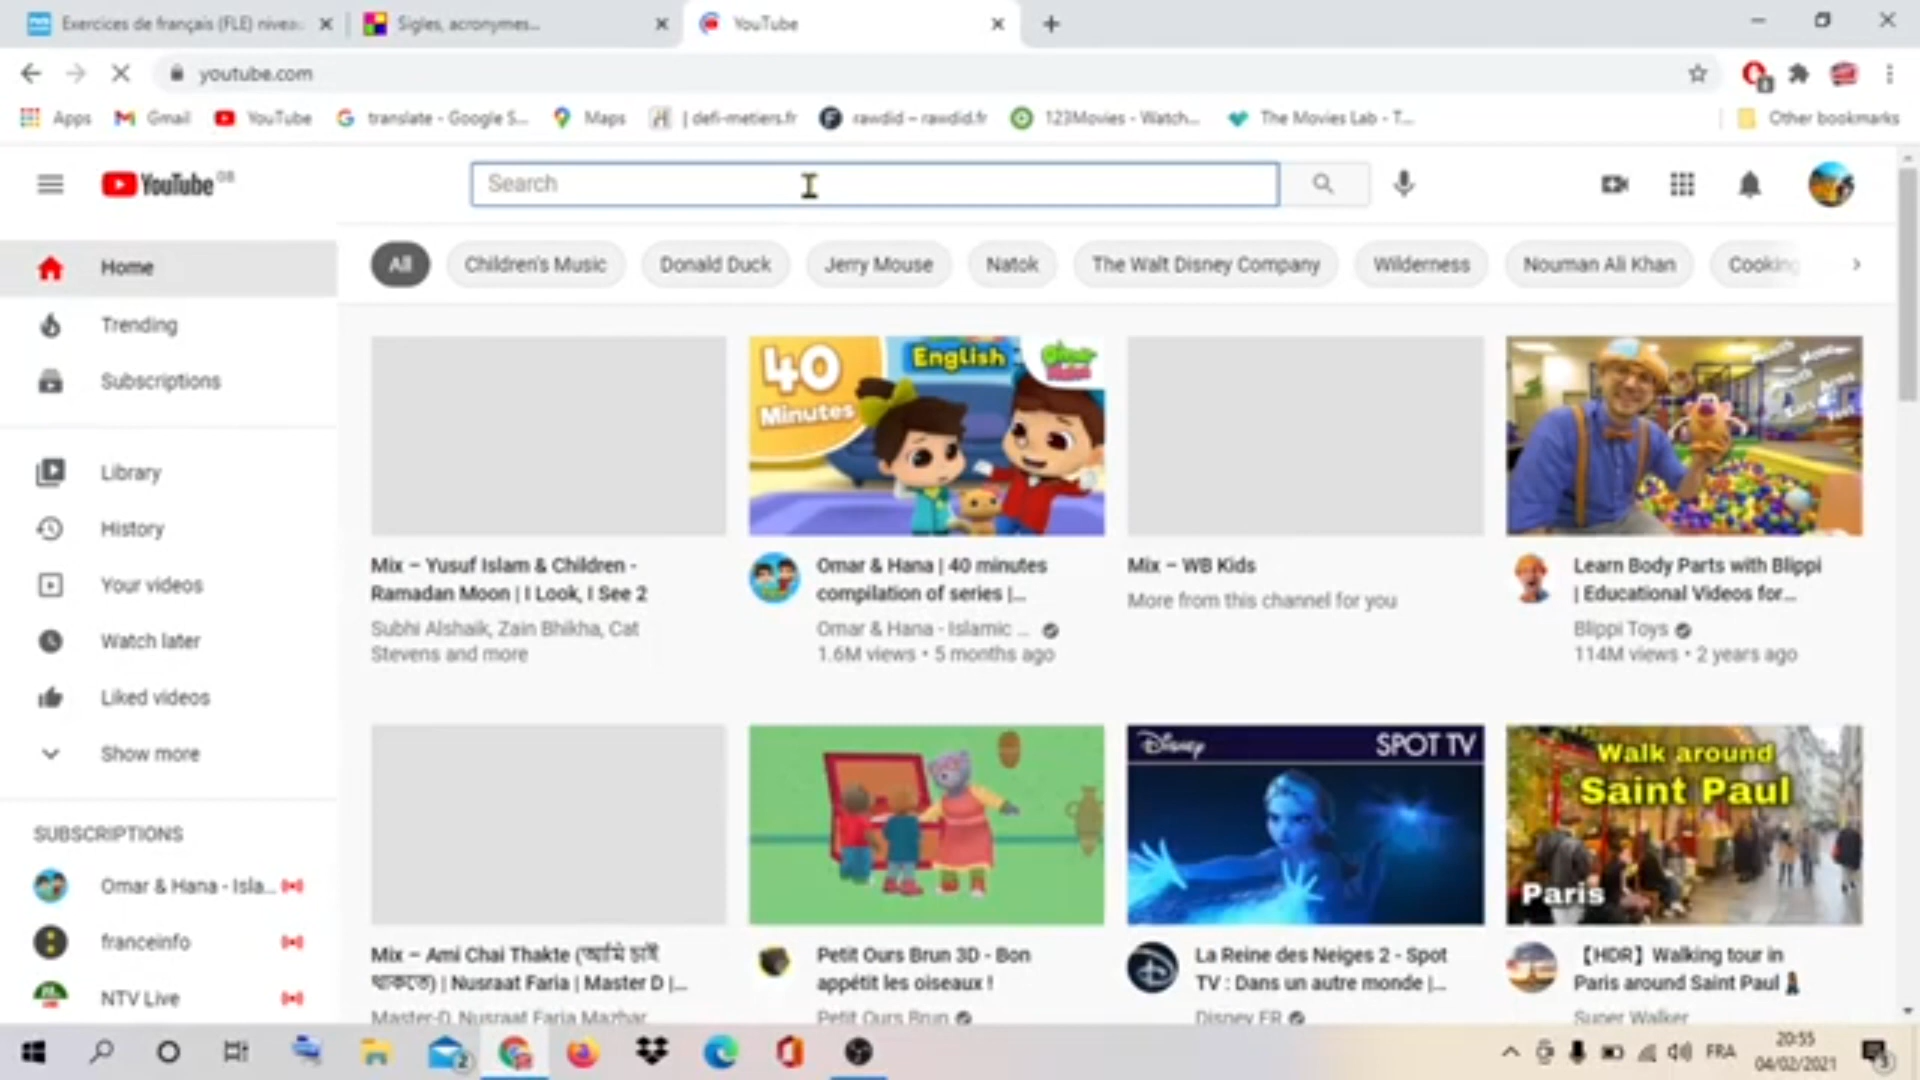 Exercices de français (FLE) nivea
Sigles, acronymes...
YouTube
youtube.com
Apps
Gmail
YouTube
translate - Google S...
Maps
| defi-metiers.fr
rawdid – rawdid.fr
123Movies - Watch...
The Movies Lab - T...
Other bookmarks
YouTube GB
Search
Home
Trending
Subscriptions
Library
History
Your videos
Watch later
Liked videos
Show more
SUBSCRIPTIONS
Omar & Hana - Isla...
franceinfo
NTV Live
All
Children's Music
Donald Duck
Jerry Mouse
Natok
The Walt Disney Company
Wilderness
Nouman Ali Khan
Cooking
Mix – Yusuf Islam & Children -
Ramadan Moon | I Look, I See 2
Subhi Alshaik, Zain Bhikha, Cat
Stevens and more
40
Minutes
English
Omar & Hana | 40 minutes
compilation of series |...
Omar & Hana - Islamic ...
1.6M views • 5 months ago
Mix – WB Kids
More from this channel for you
Learn Body Parts with Blippi
| Educational Videos for...
Blippi Toys
114M views • 2 years ago
Mix – Ami Chai Thakte (আমি চাই
থাকতে) | Nusraat Faria | Master D |...
Master-D, Nusraat Faria Mazhar
Petit Ours Brun 3D - Bon
appétit les oiseaux !
Petit Ours Brun
Disney
SPOT TV
La Reine des Neiges 2 - Spot
TV : Dans un autre monde |...
Disney FR
Walk around
Saint Paul
Paris
【HDR】Walking tour in
Paris around Saint Paul
Super Walker
2
FRA
20:55
04/02/2021
3